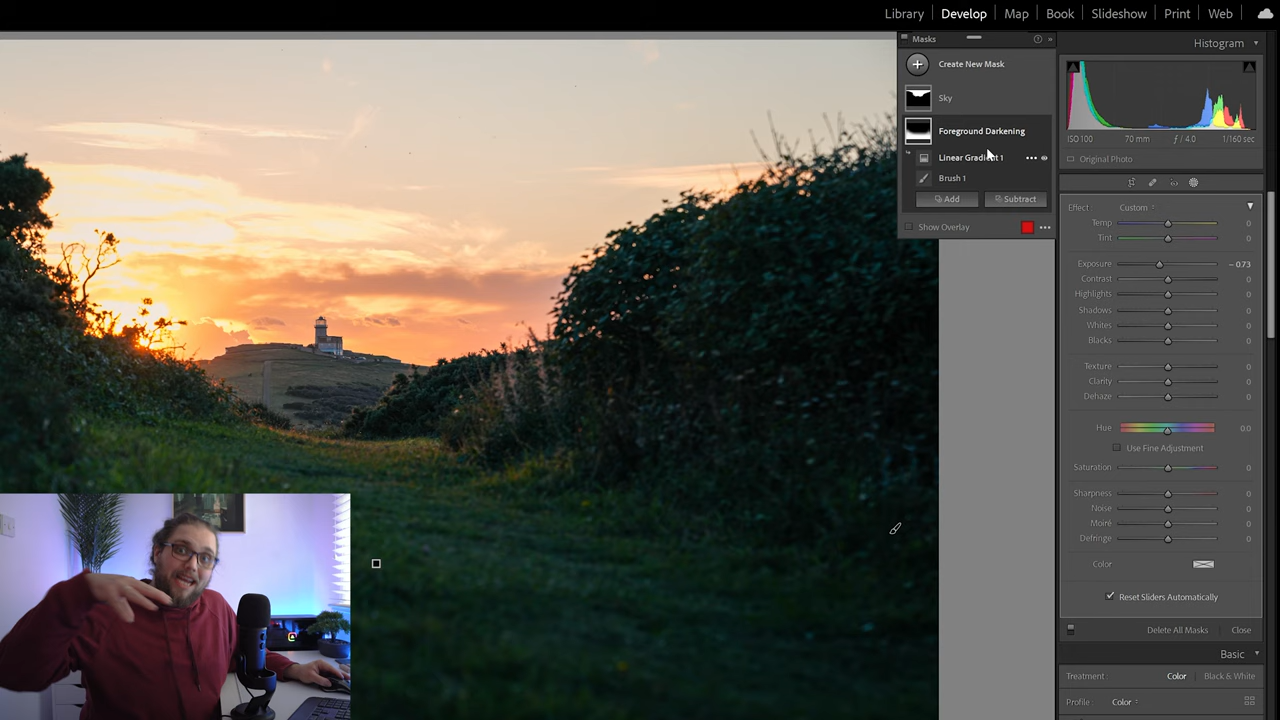 Library Develop Map Book Slideshow Print Web
Masks
Create New Mask
Sky
Foreground Darkening
Linear Gradient 1
Brush 1
Add Subtract
Show Overlay
Histogram
ISO 100 70 mm ƒ / 4.0 1/160 sec
Original Photo
Effect: Custom
Temp 0
Tint 0
Exposure – 0.73
Contrast 0
Highlights 0
Shadows 0
Whites 0
Blacks 0
Texture 0
Clarity 0
Dehaze 0
Hue 0.0
Use Fine Adjustment
Saturation 0
Sharpness 0
Noise 0
Moiré 0
Defringe 0
Color
Reset Sliders Automatically
Delete All Masks Close
Basic
Treatment: Color Black & White
Profile: Color